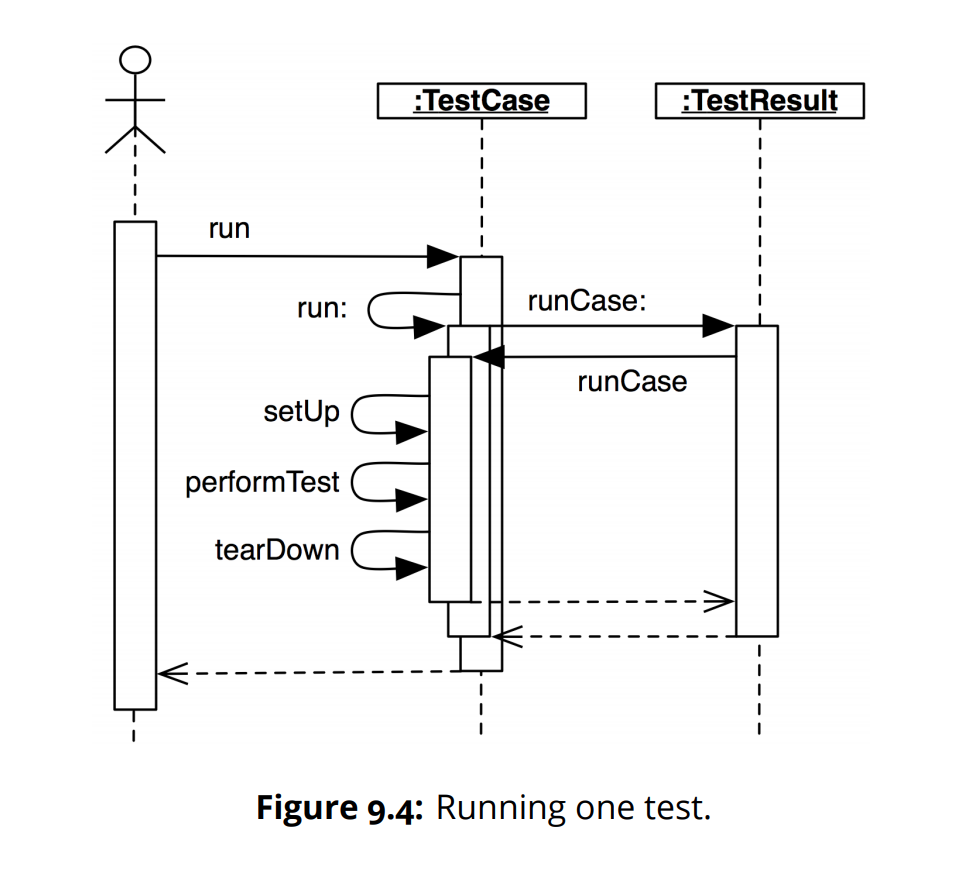 :TestCase
:TestResult
run
run:
runCase:
runCase
setUp
performTest
tearDown
Figure 9.4: Running one test.